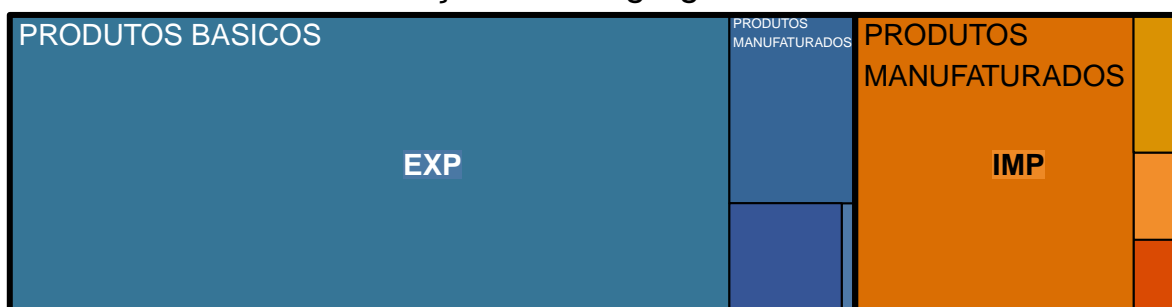 PRODUTOS BASICOS
PRODUTOS
MANUFATURADOS
EXP
PRODUTOS
MANUFATURADOS
IMP